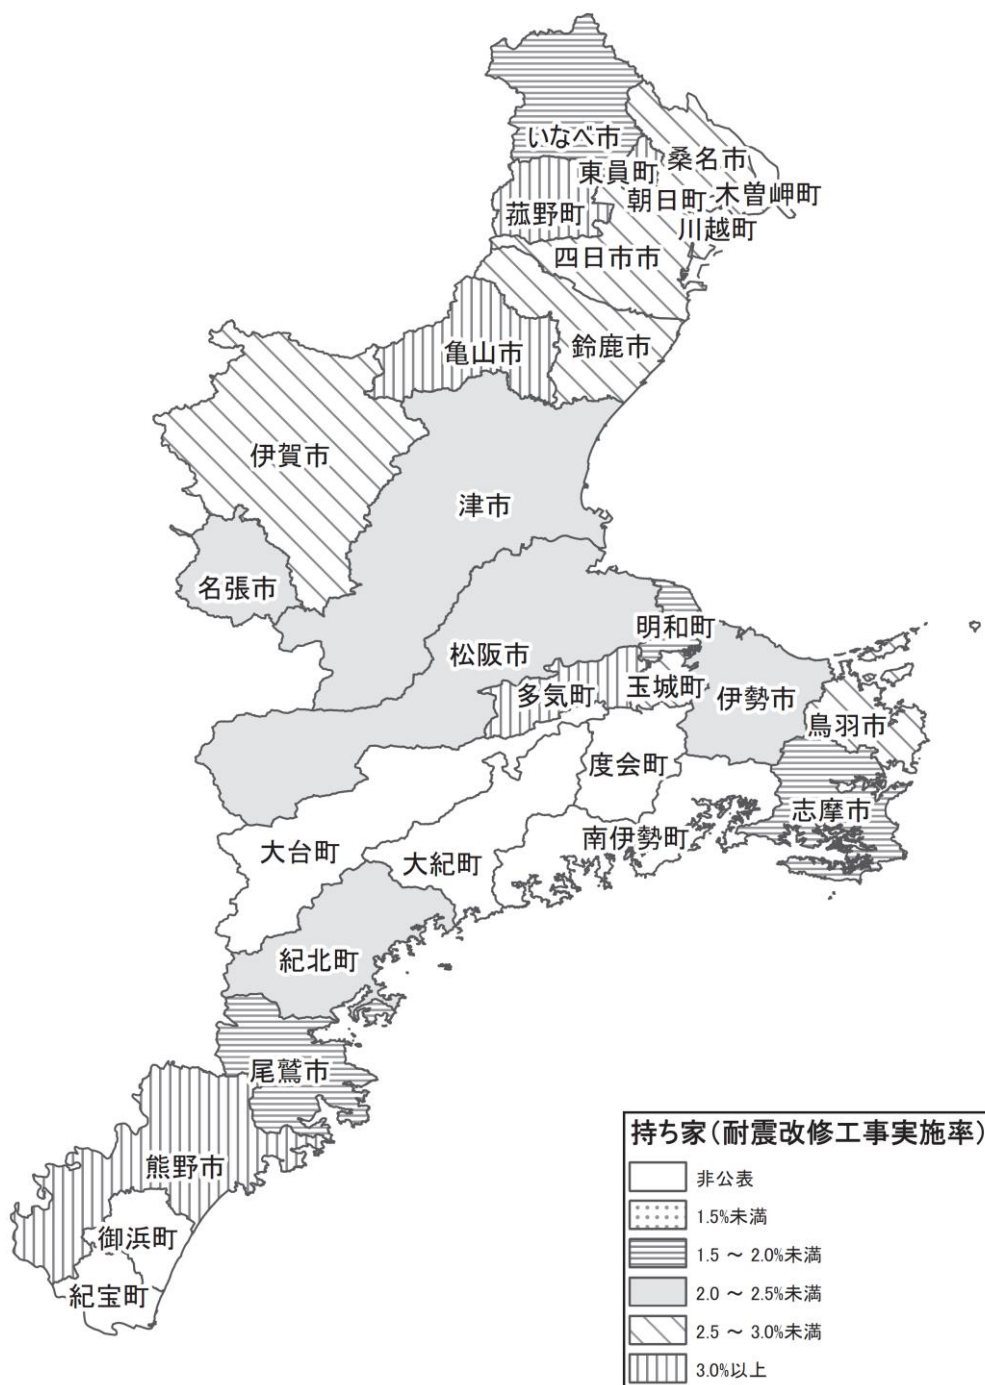 いなべ市
桑名市
東員町
木曽岬町
朝日町
菰野町
川越町
四日市市
鈴鹿市
亀山市
伊賀市
津市
名張市
明和町
松阪市
多気町
玉城町
伊勢市
鳥羽市
度会町
志摩市
南伊勢町
大台町
大紀町
紀北町
尾鷲市
熊野市
御浜町
紀宝町
持ち家(耐震改修工事実施率)
非公表
1.5%未満
1.5 ～ 2.0%未満
2.0 ～ 2.5%未満
2.5 ～ 3.0%未満
3.0%以上